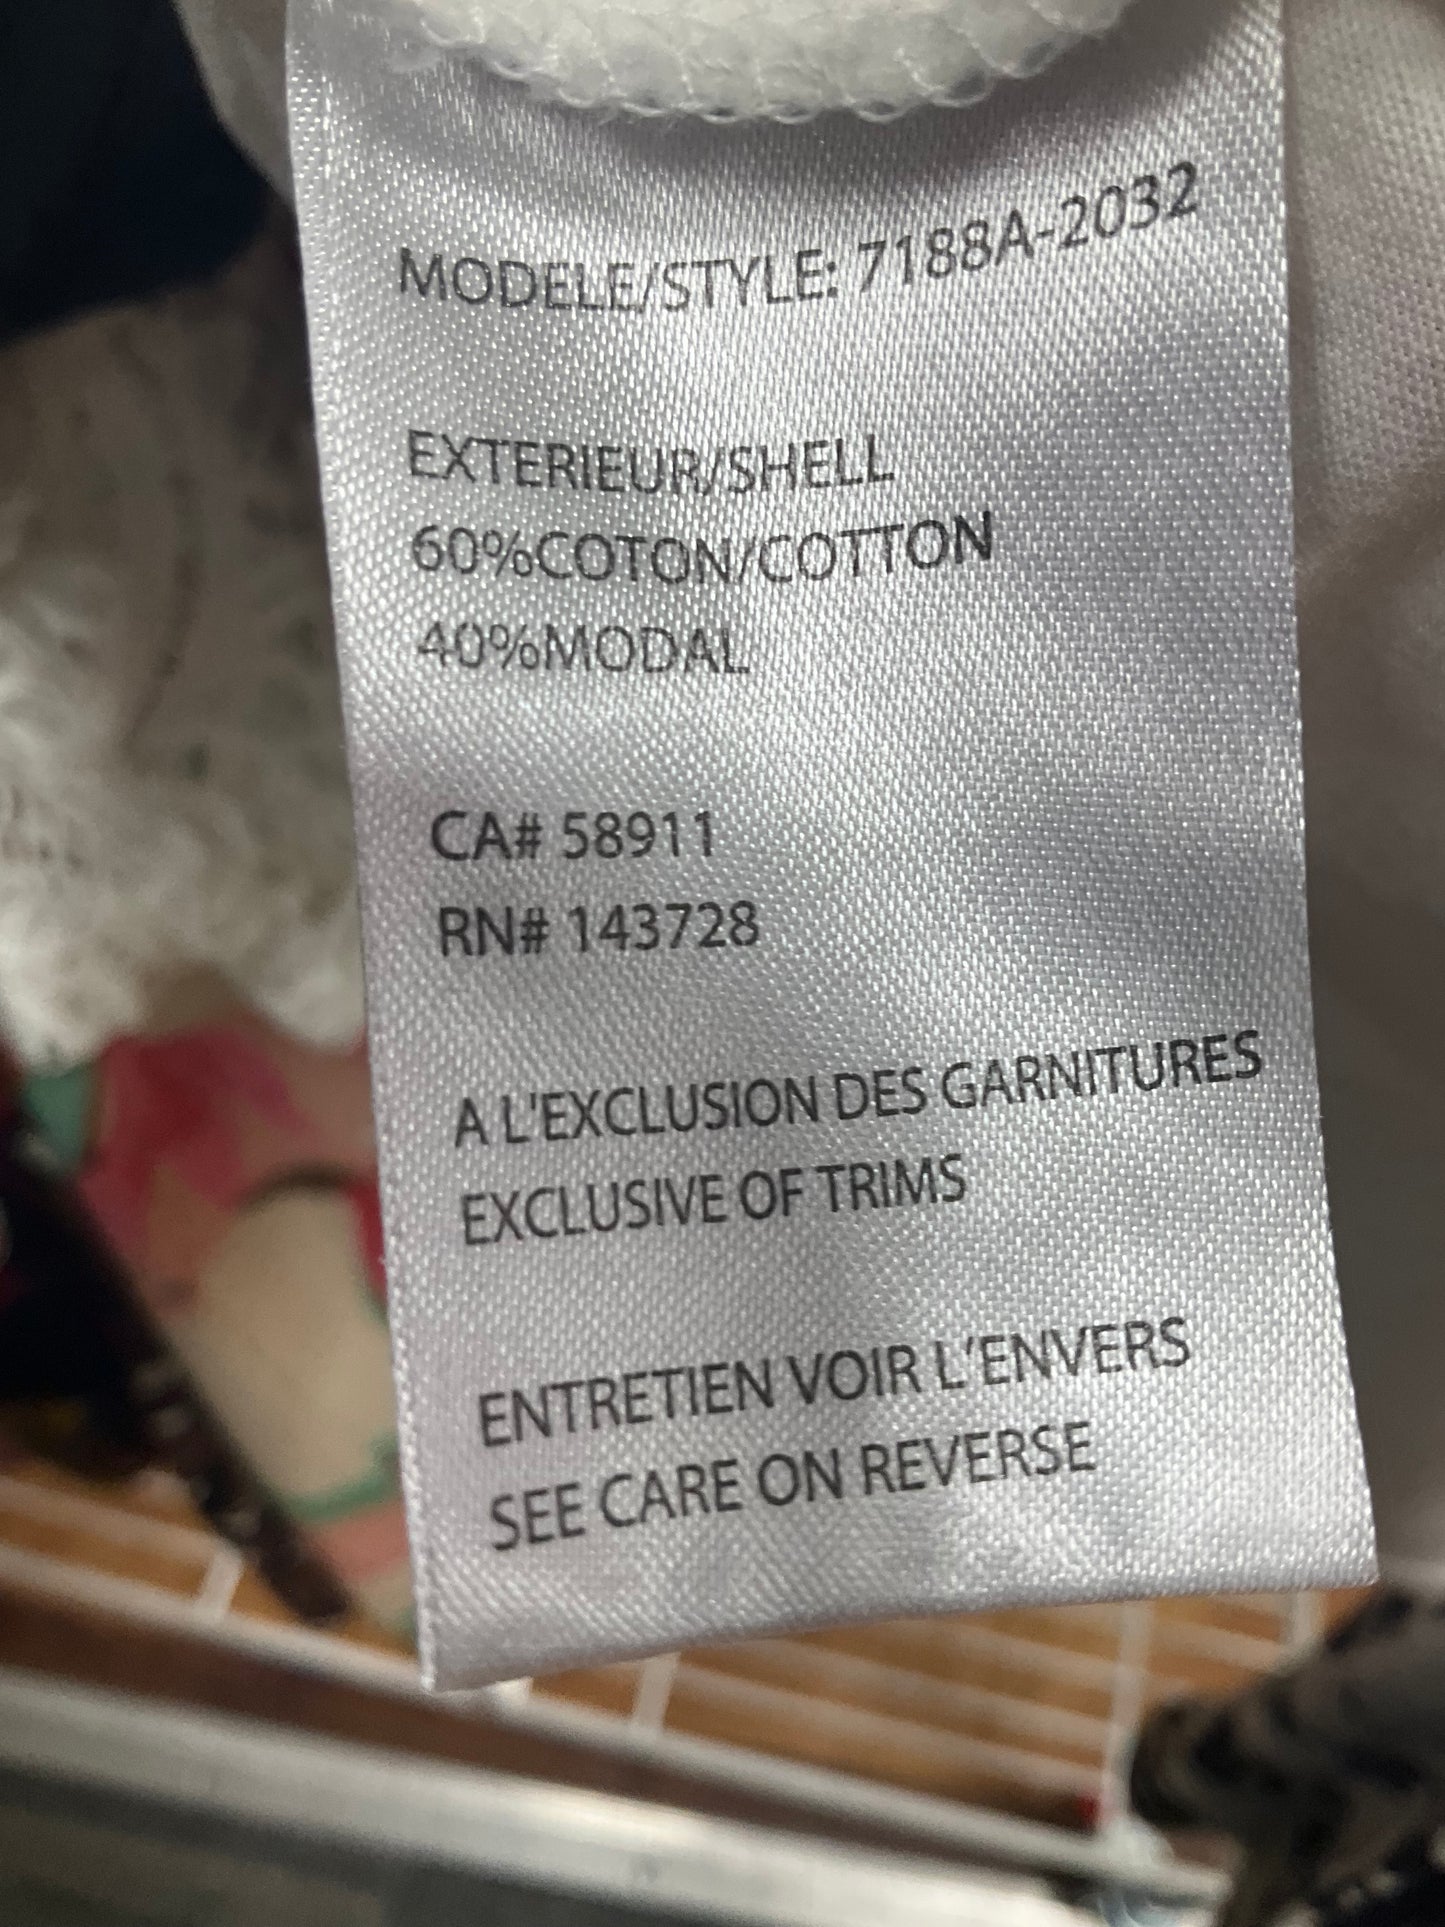 MODELE/STYLE: 7188A-2032
EXTERIEUR/SHELL
60%COTON/COTTON
40%MODAL
CA# 58911
RN# 143728
A L'EXCLUSION DES GARNITURES
EXCLUSIVE OF TRIMS
ENTRETIEN VOIR L'ENVERS
SEE CARE ON REVERSE